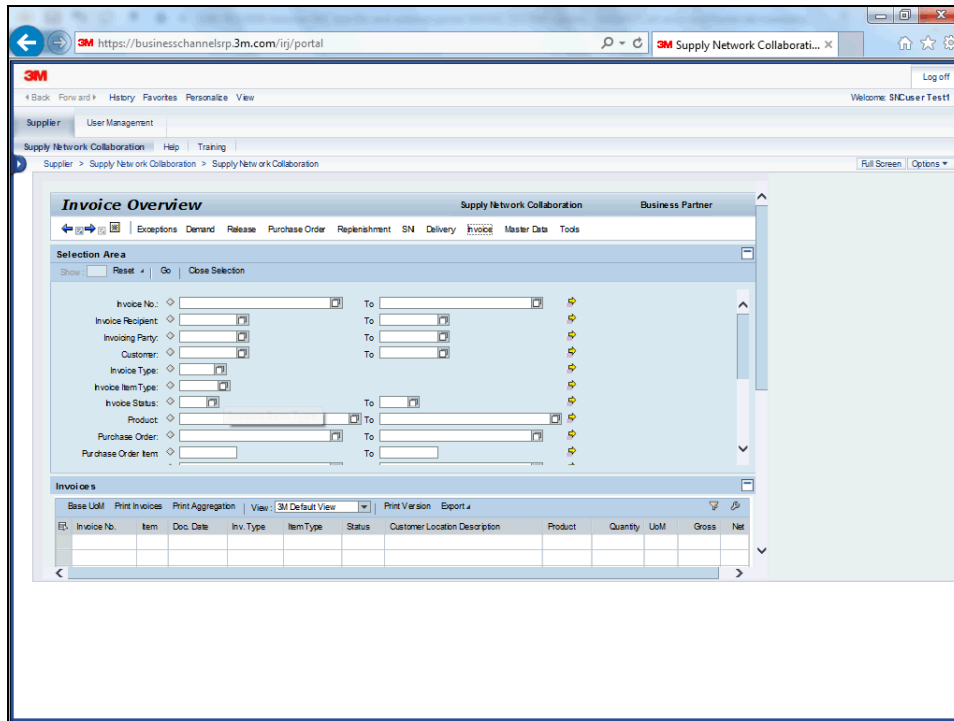 3M https://businesschannelsrp.3m.com/irj/portal
3M Supply Network Collaborati... ×
3M
Log off
Back Forward History Favorites Personalize View
Welcome: SNCuser Test1
Supplier User Management
Supply Network Collaboration Help Training
Supplier > Supply Network Collaboration > Supply Network Collaboration
Full Screen Options
Invoice Overview Supply Network Collaboration Business Partner
Exceptions Demand Release Purchase Order Replenishment SNI Delivery Invoice Master Data Tools
Selection Area
Show: Reset Go Close Selection
Invoice No.: To
Invoice Recipient: To
Invoicing Party: To
Customer: To
Invoice Type:
Invoice Item Type:
Invoice Status: To
Product: To
Purchase Order: To
Purchase Order Item: To
Invoices
Base UoM Print Invoices Print Aggregation View: 3M Default View Print Version Export
Invoice No. Item Doc. Date Inv. Type Item Type Status Customer Location Description Product Quantity UoM Gross Net